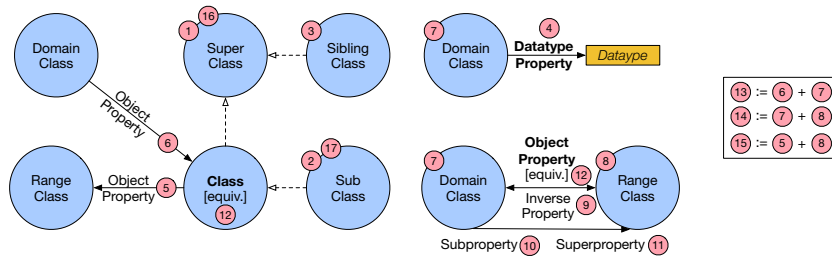 1
16
3
7
4
Domain
Class
Super
Class
Sibling
Class
Domain
Class
Datatype
Property
Dataype
Object
Property
6
13 := 6 + 7
14 := 7 + 8
15 := 5 + 8
Range
Class
Object
Property
5
Class
[equiv.]
12
2
17
Sub
Class
7
Domain
Class
Object
Property
[equiv.] 12
Inverse
Property 9
8
Range
Class
Subproperty 10
Superproperty 11